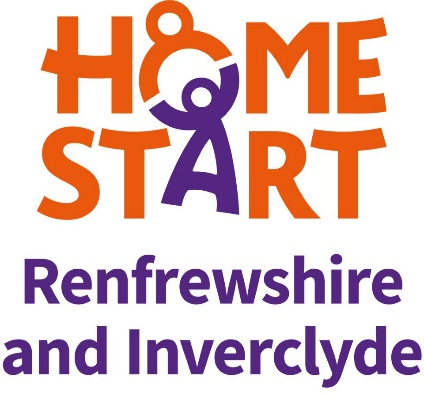 HOME
START
Renfrewshire
and Inverclyde